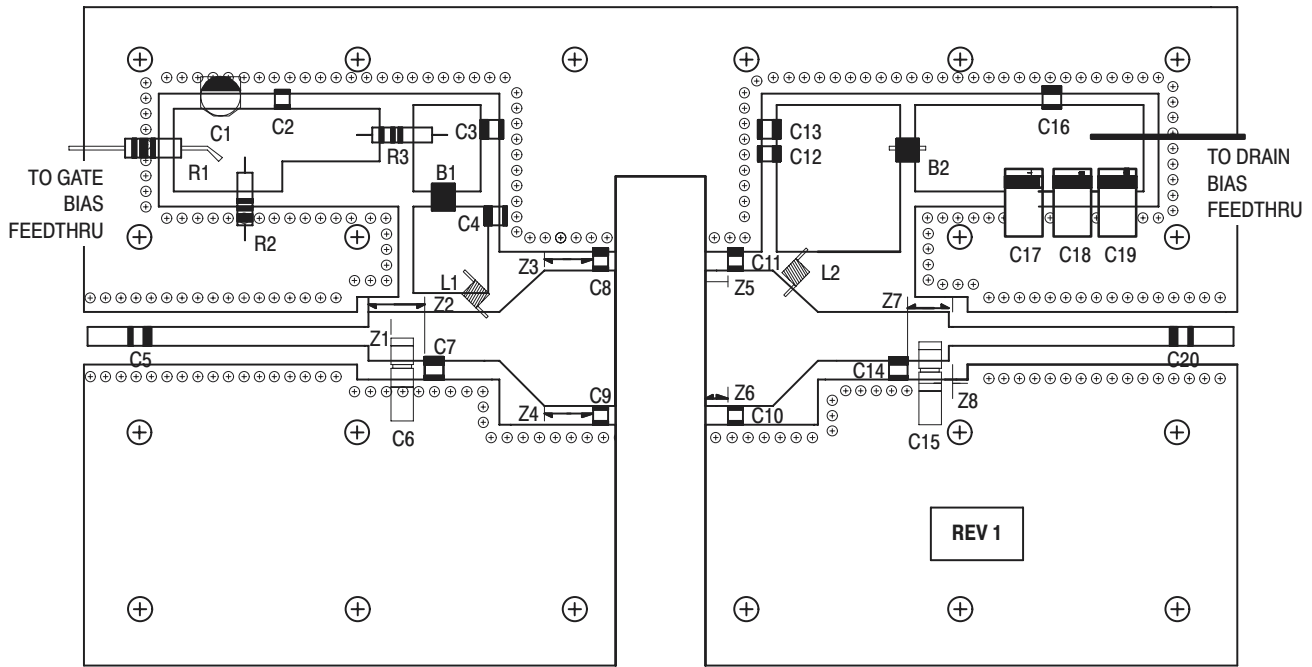 C1
C2
R3
C3
R1
TO GATE
BIAS
FEEDTHRU
R2
B1
C4
C13
C12
B2
C16
TO DRAIN
BIAS
FEEDTHRU
C17
C18
C19
Z3
C8
C11
L2
L1
Z2
Z5
Z7
Z1
C5
C7
C14
C20
C9
Z4
Z6
C10
Z8
C6
C15
REV 1